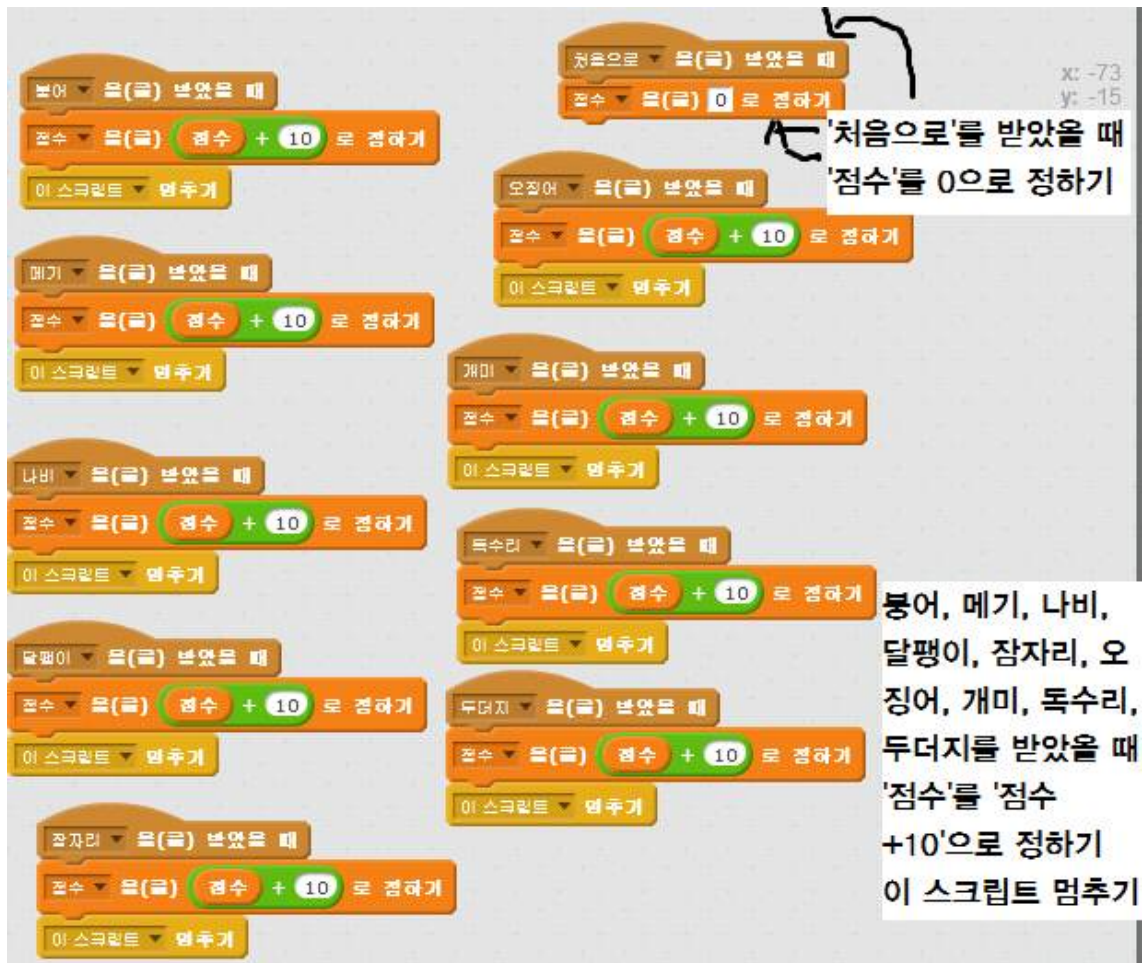 붕어 을(를) 받았을 때
점수 을(를) 점수 + 10 로 정하기
이 스크립트 멈추기
메기 을(를) 받았을 때
점수 을(를) 점수 + 10 로 정하기
이 스크립트 멈추기
나비 을(를) 받았을 때
점수 을(를) 점수 + 10 로 정하기
이 스크립트 멈추기
달팽이 을(를) 받았을 때
점수 을(를) 점수 + 10 로 정하기
이 스크립트 멈추기
잠자리 을(를) 받았을 때
점수 을(를) 점수 + 10 로 정하기
이 스크립트 멈추기
처음으로 을(를) 받았을 때
점수 을(를) 0 로 정하기
x: -73
y: -15
'처음으로'를 받았을 때
'점수'를 0으로 정하기
오징어 을(를) 받았을 때
점수 을(를) 점수 + 10 로 정하기
이 스크립트 멈추기
개미 을(를) 받았을 때
점수 을(를) 점수 + 10 로 정하기
이 스크립트 멈추기
독수리 을(를) 받았을 때
점수 을(를) 점수 + 10 로 정하기
이 스크립트 멈추기
두더지 을(를) 받았을 때
점수 을(를) 점수 + 10 로 정하기
이 스크립트 멈추기
붕어, 메기, 나비,
달팽이, 잠자리, 오
징어, 개미, 독수리,
두더지를 받았을 때
'점수'를 '점수
+10'으로 정하기
이 스크립트 멈추기